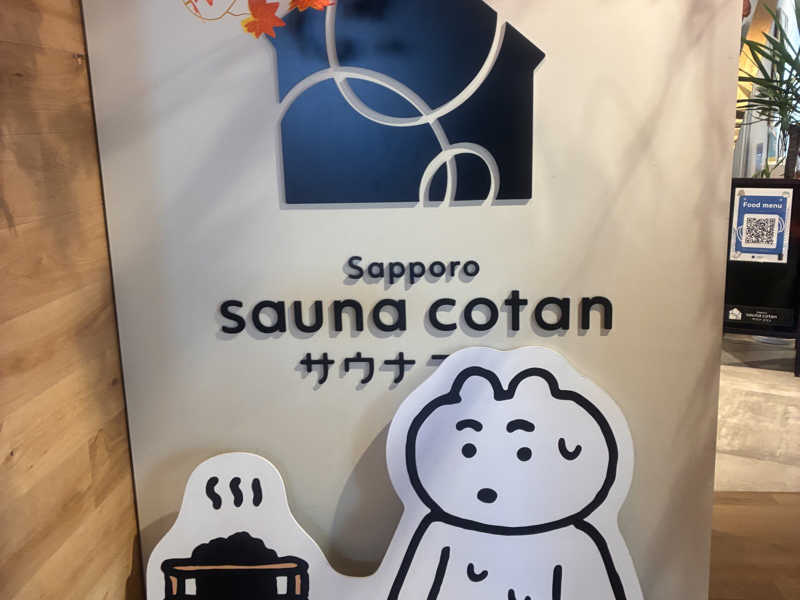 Sapporo
sauna cotan
サウナ
Food menu
sauna cotan